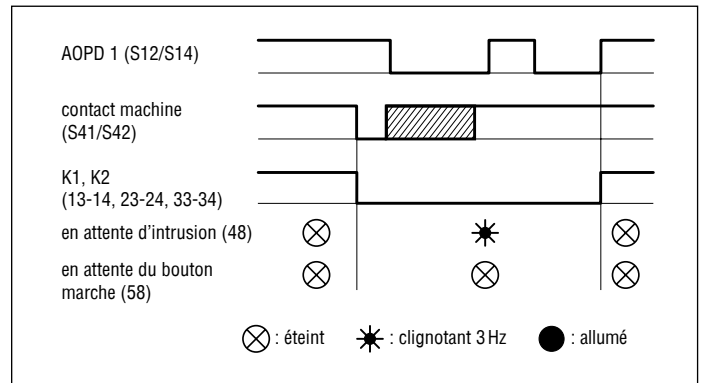 AOPD 1 (S12/S14)
contact machine
(S41/S42)
K1, K2
(13-14, 23-24, 33-34)
en attente d'intrusion (48)
en attente du bouton
marche (58)
: éteint : clignotant 3 Hz : allumé